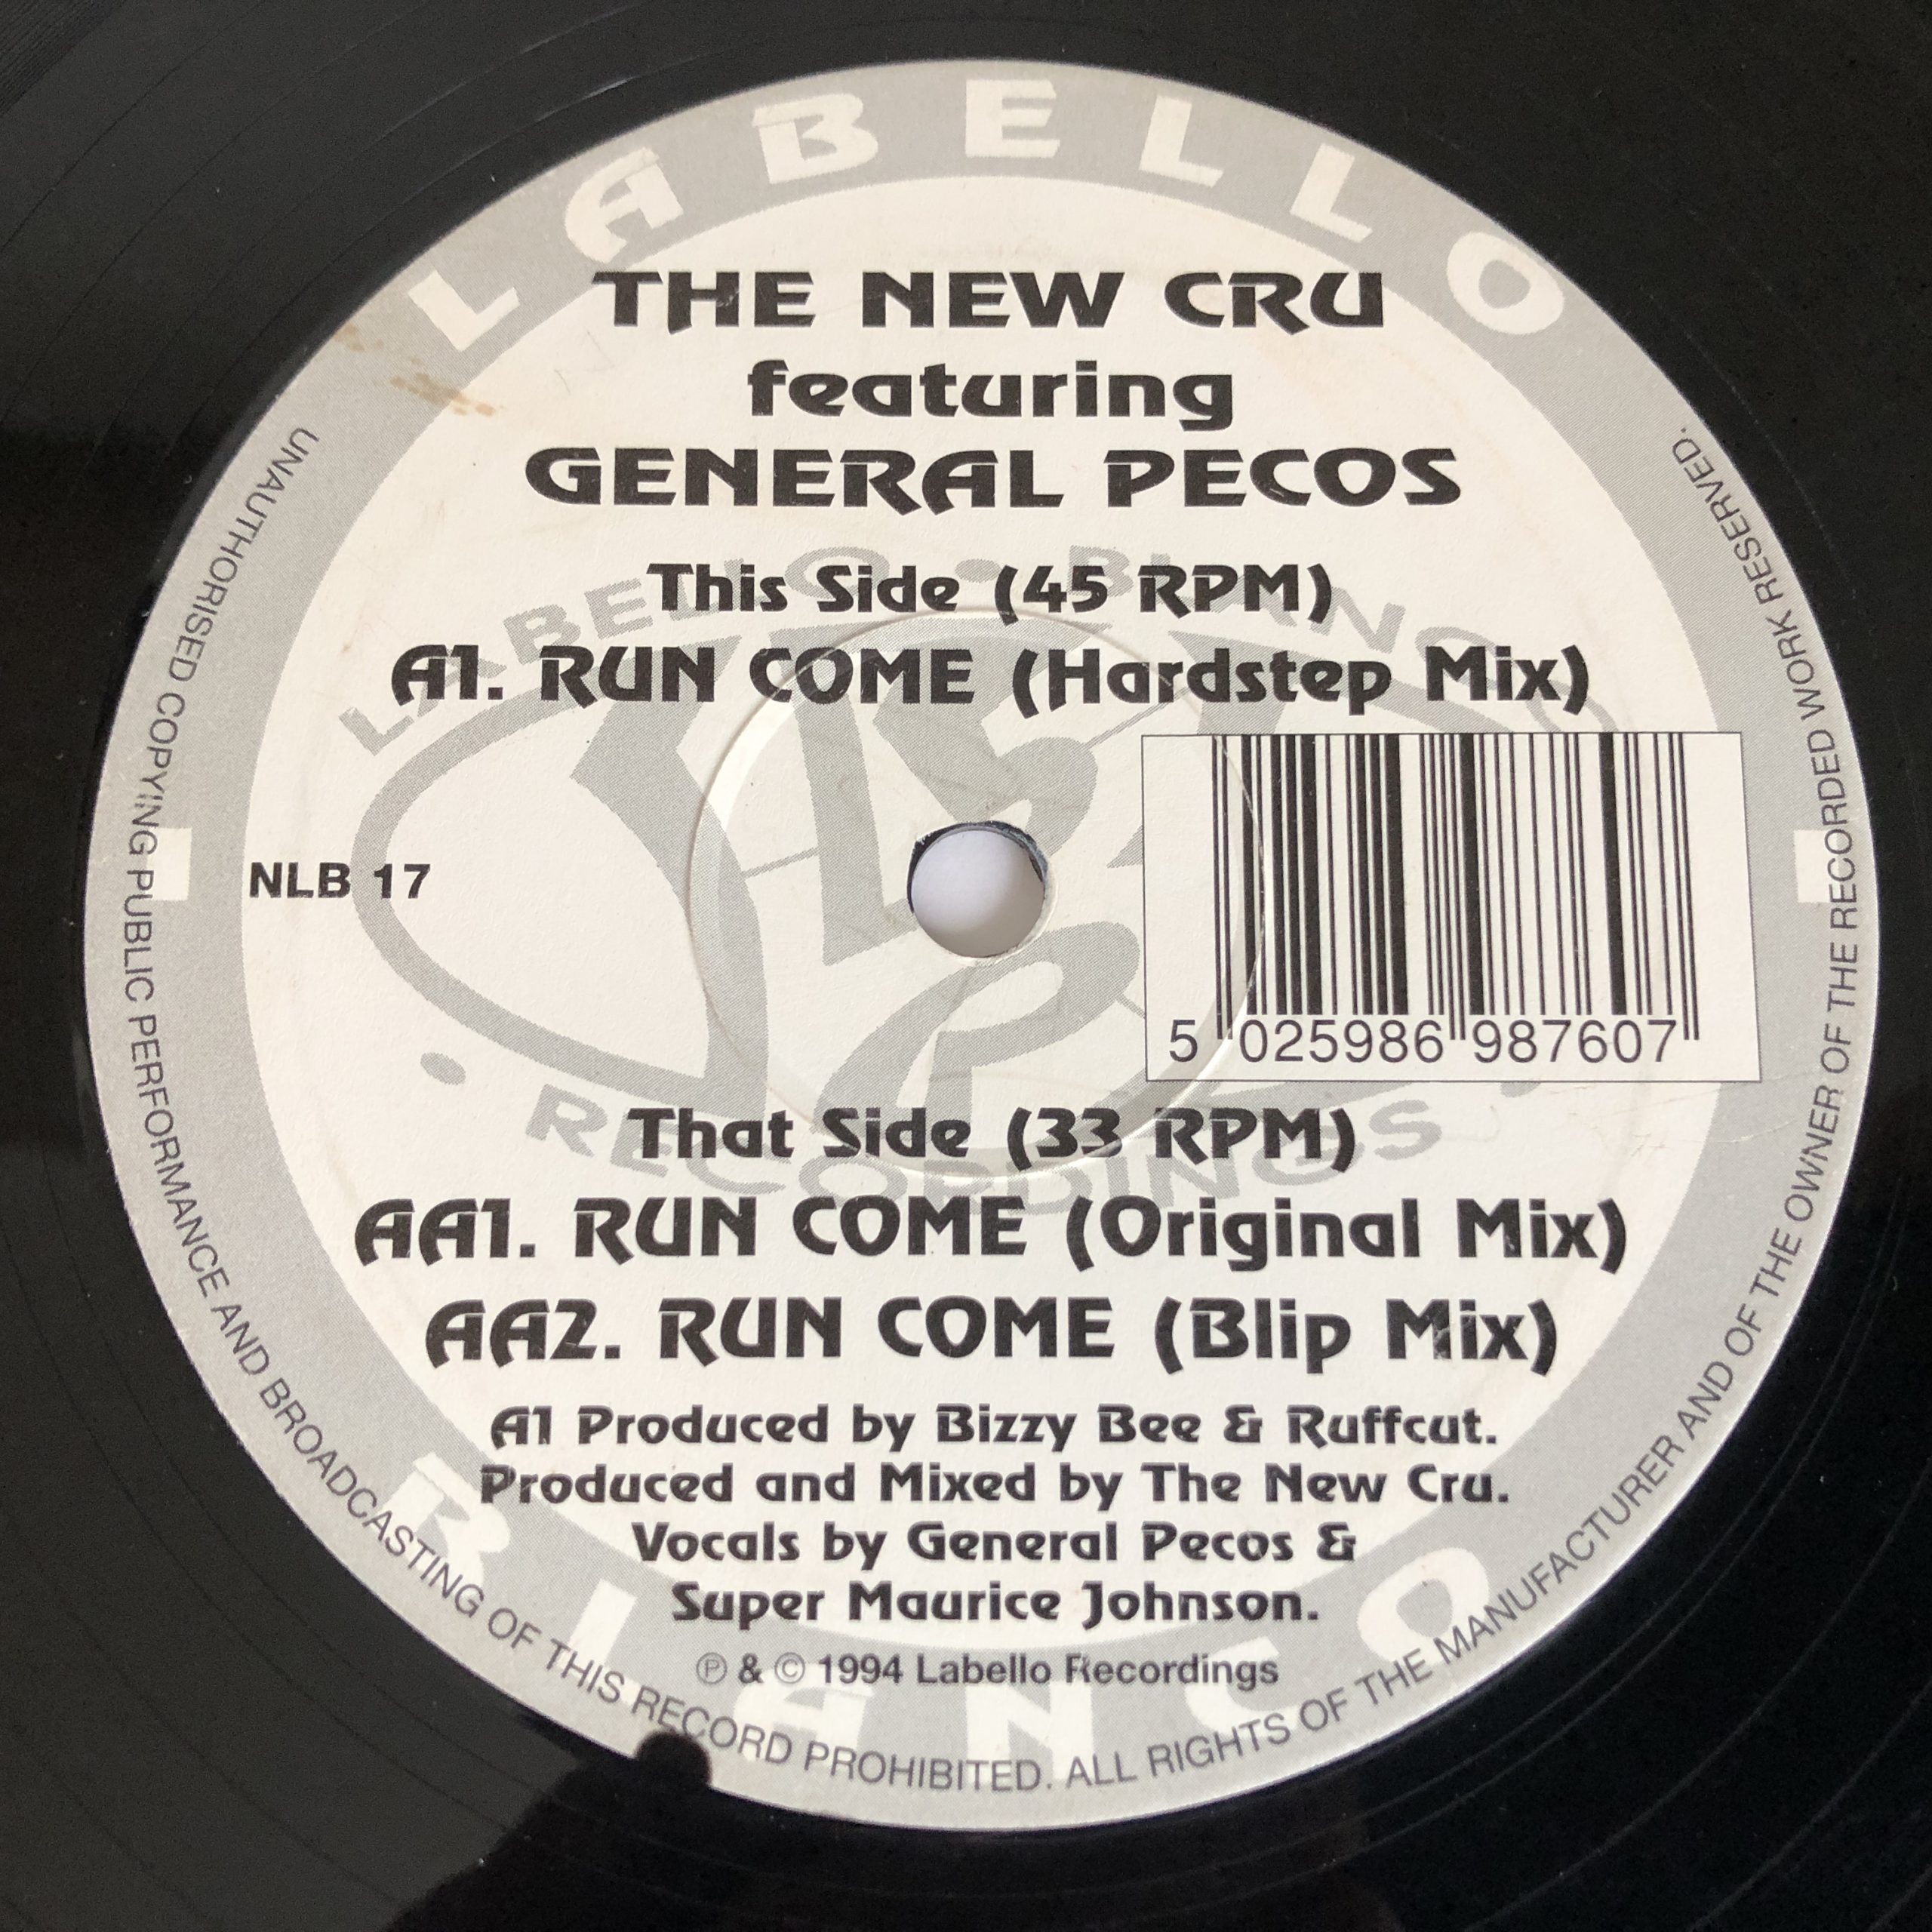 LABELLO
THE NEW CRU
featuring
GENERAL PECOS
This Side (45 RPM)
LABELLO · BLANCO
A1. RUN COME (Hardstep Mix)
NLB 17
5 025986 987607
That Side (33 RPM)
· RECORDINGS ·
AA1. RUN COME (Original Mix)
AA2. RUN COME (Blip Mix)
A1 Produced by Bizzy Bee & Ruffcut.
Produced and Mixed by The New Cru.
Vocals by General Pecos &
Super Maurice Johnson.
℗ & © 1994 Labello Recordings
BLANCO
UNAUTHORISED COPYING PUBLIC PERFORMANCE AND BROADCASTING OF THIS RECORD PROHIBITED. ALL RIGHTS OF THE MANUFACTURER AND OF THE OWNER OF THE RECORDED WORK RESERVED.